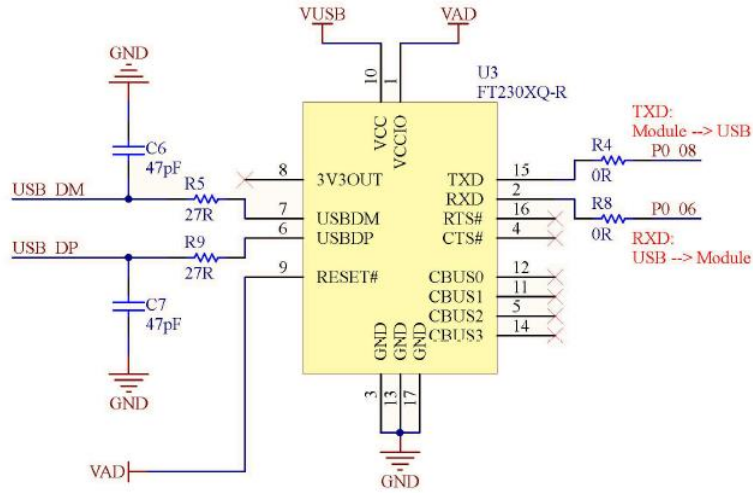 VUSB
VAD
GND
10
1
U3
FT230XQ-R
VCC
VCCIO
TXD:
Module --> USB
C6
47pF
8
3V3OUT
TXD
15
R4
0R
P0_08
USB_DM
R5
27R
7
USBDM
RXD
2
RTS#
16
R8
0R
P0_06
USB_DP
R9
27R
6
USBDP
CTS#
4
RXD:
USB --> Module
9
RESET#
CBUS0
12
CBUS1
11
CBUS2
5
CBUS3
14
C7
47pF
GND
GND
GND
GND
3
13
17
VAD
GND